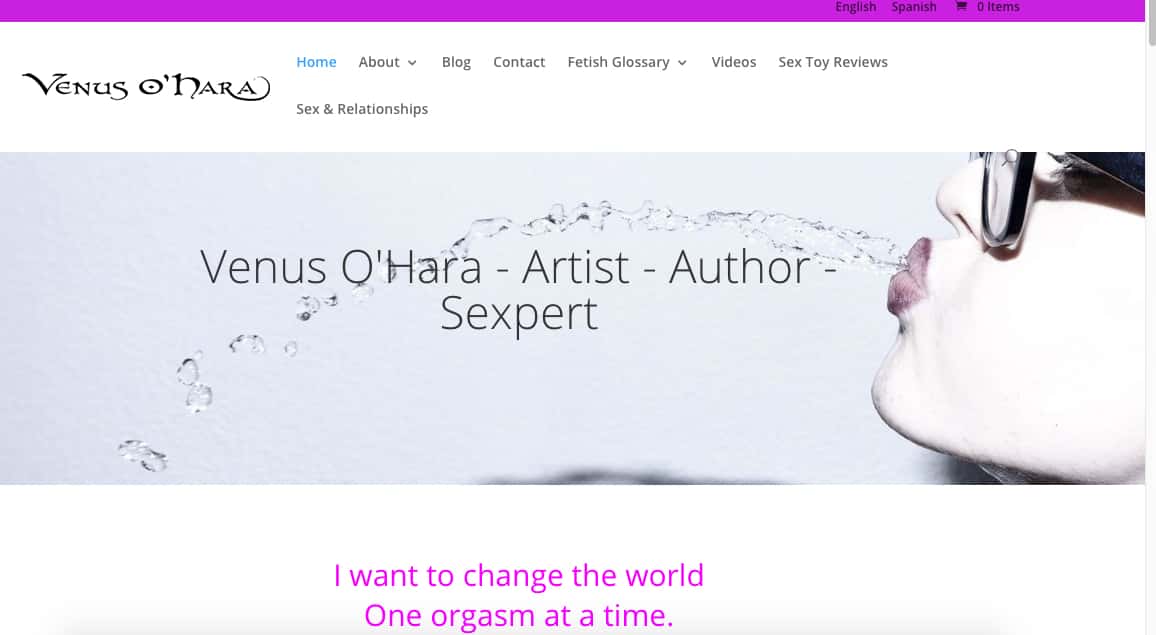 English Spanish 0 Items
Venus O'Hara
Home About Blog Contact Fetish Glossary Videos Sex Toy Reviews
Sex & Relationships
Venus O'Hara - Artist - Author -
Sexpert
I want to change the world
One orgasm at a time.